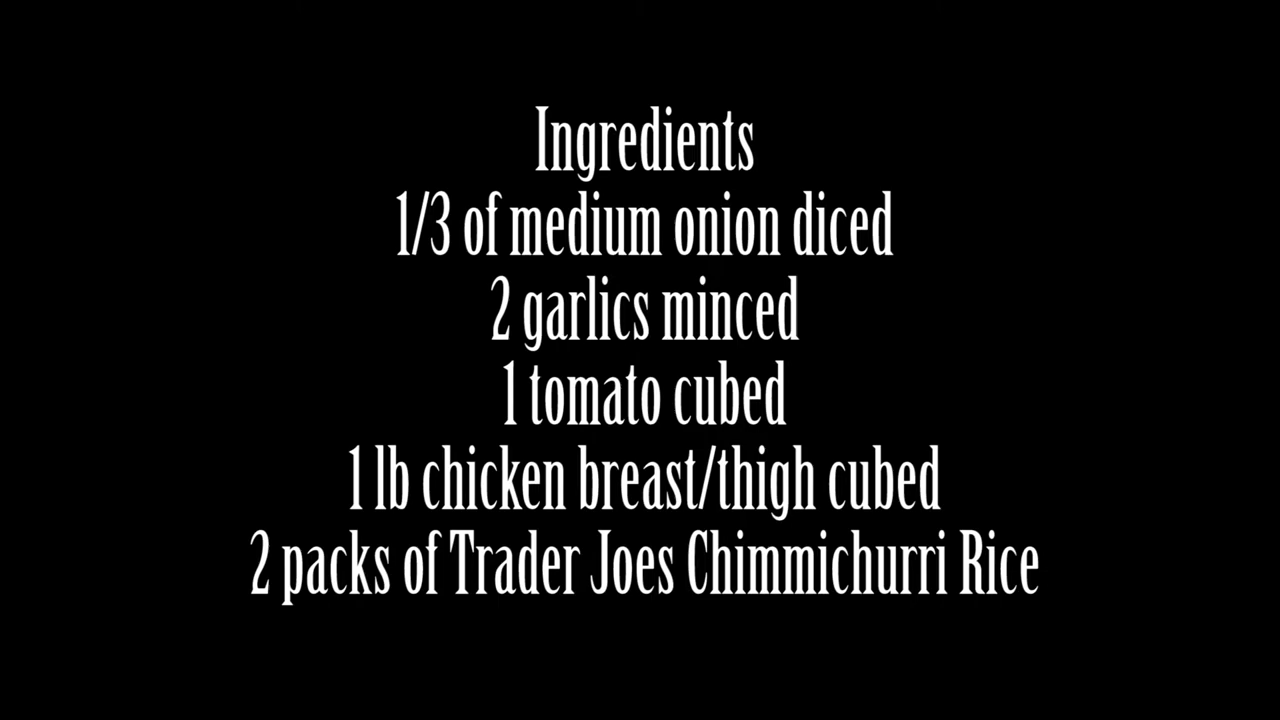 Ingredients
1/3 of medium onion diced
2 garlics minced
1 tomato cubed
1 lb chicken breast/thigh cubed
2 packs of Trader Joes Chimmichurri Rice